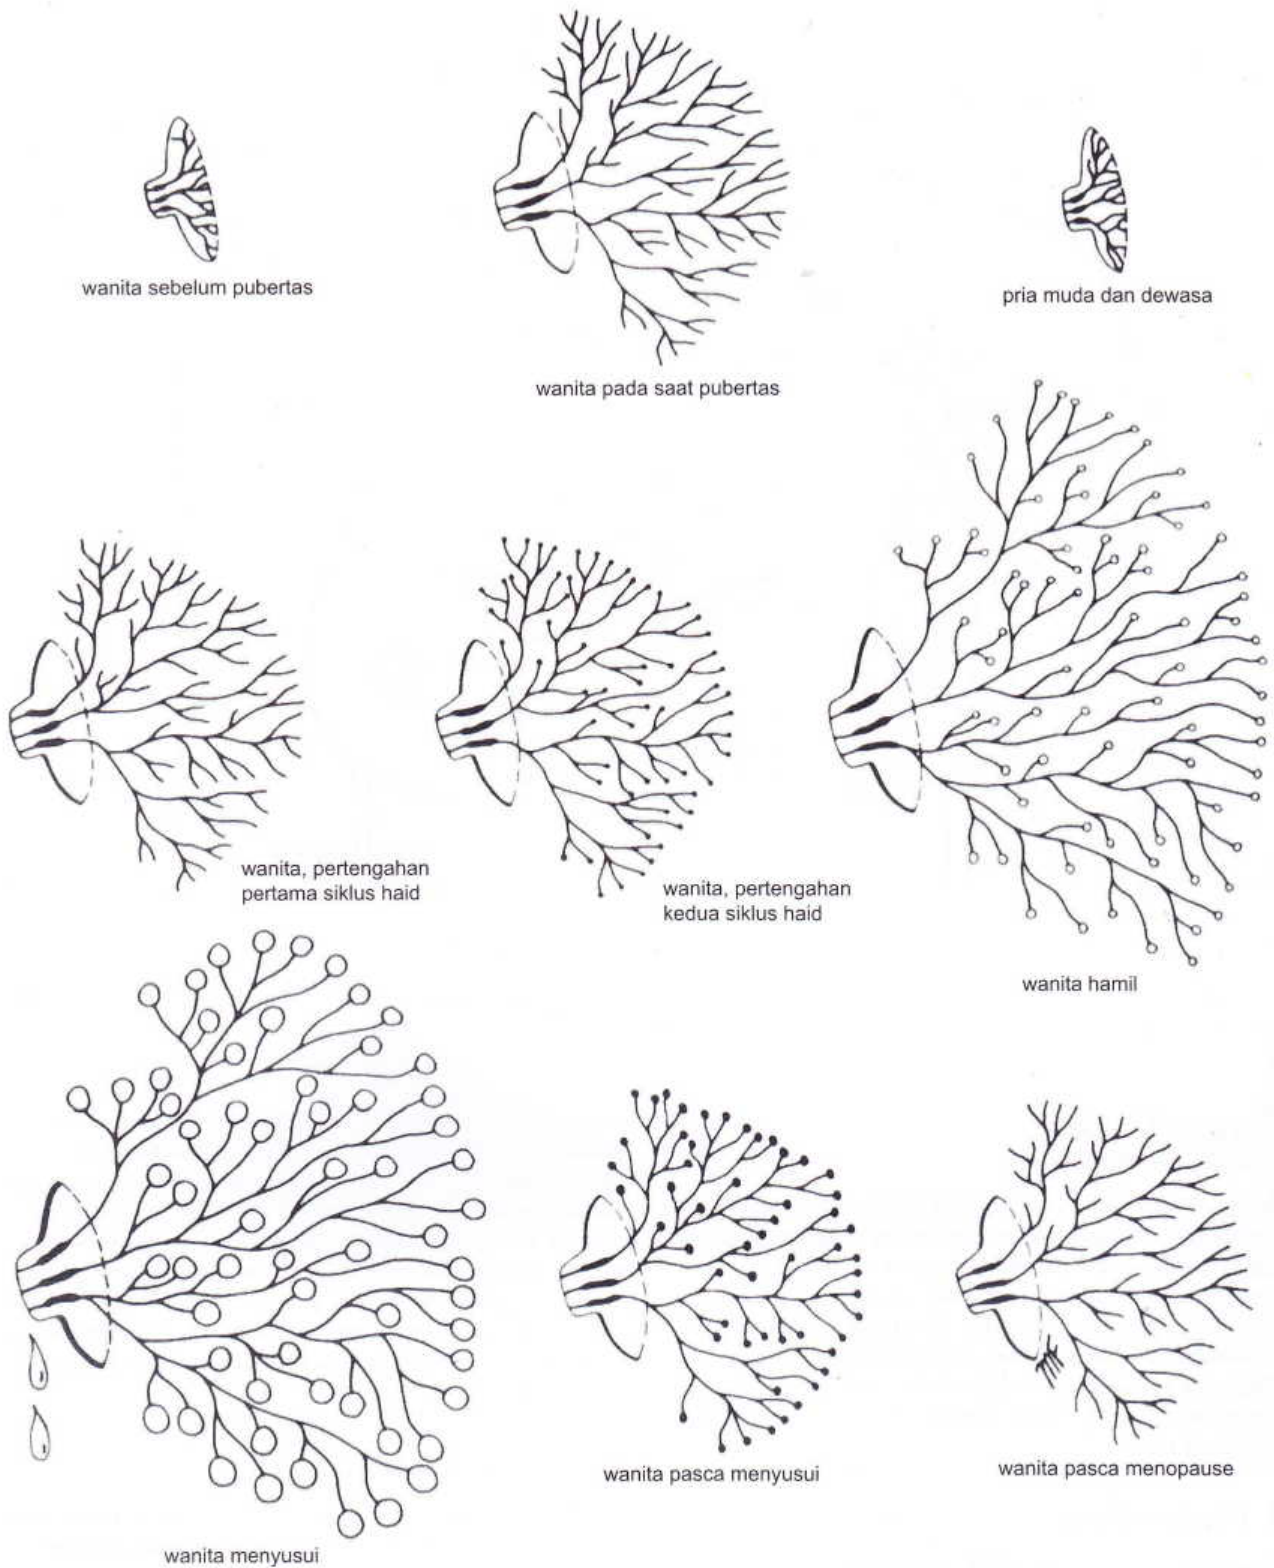 wanita sebelum pubertas
wanita pada saat pubertas
pria muda dan dewasa
wanita, pertengahan
pertama siklus haid
wanita, pertengahan
kedua siklus haid
wanita hamil
wanita menyusui
wanita pasca menyusui
wanita pasca menopause